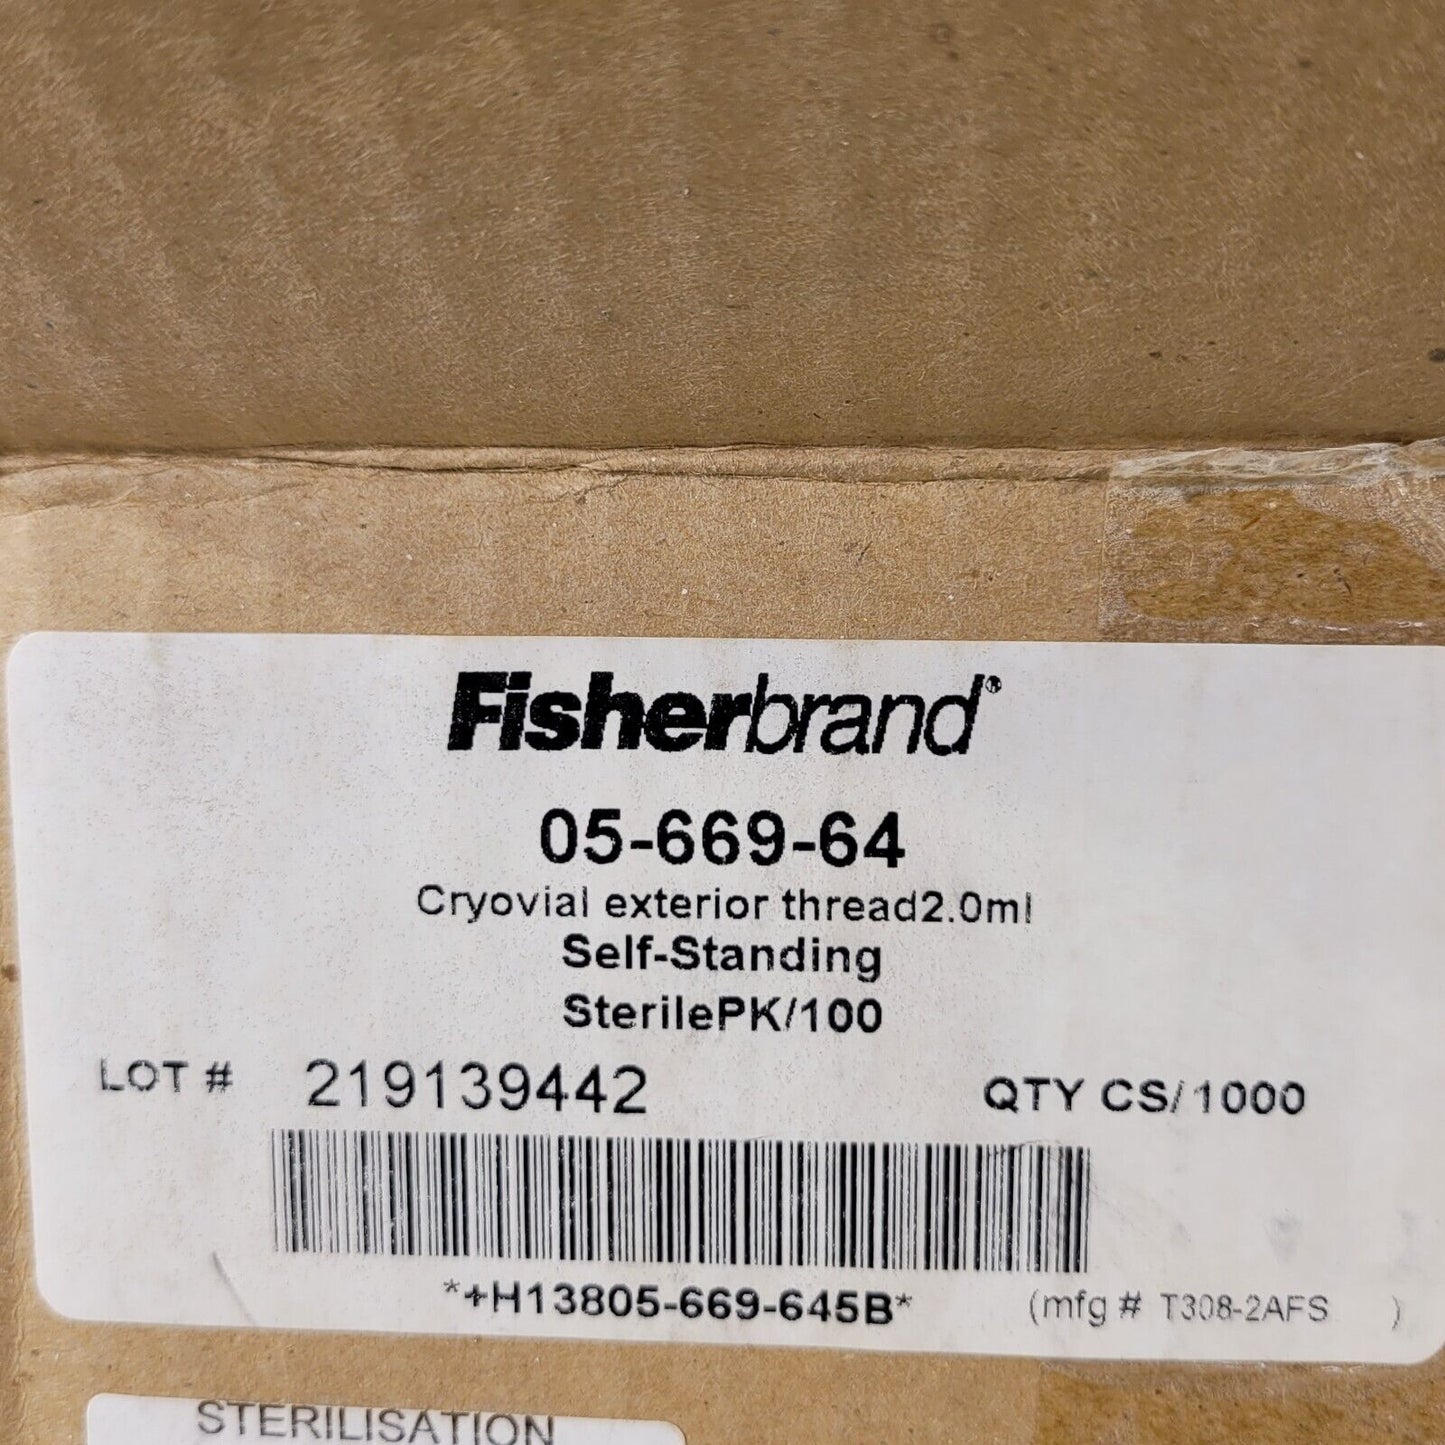 Fisherbrand®
05-669-64
Cryovial exterior thread2.0ml
Self-Standing
SterilePK/100
LOT # 219139442 QTY CS/1000
*+H13805-669-645B* (mfg # T308-2AFS )
STERILISATION